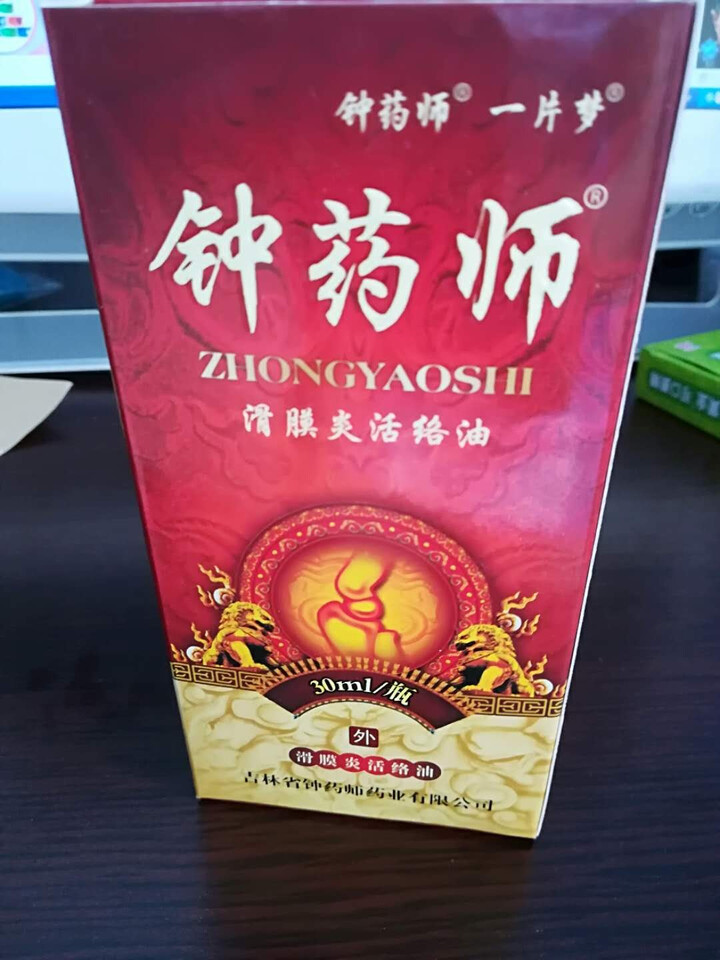 钟药师® 一片梦®
钟药师®
ZHONGYAOSHI
滑膜炎活络油
30ml/瓶
外
滑膜炎活络油
吉林省钟药师药业有限公司